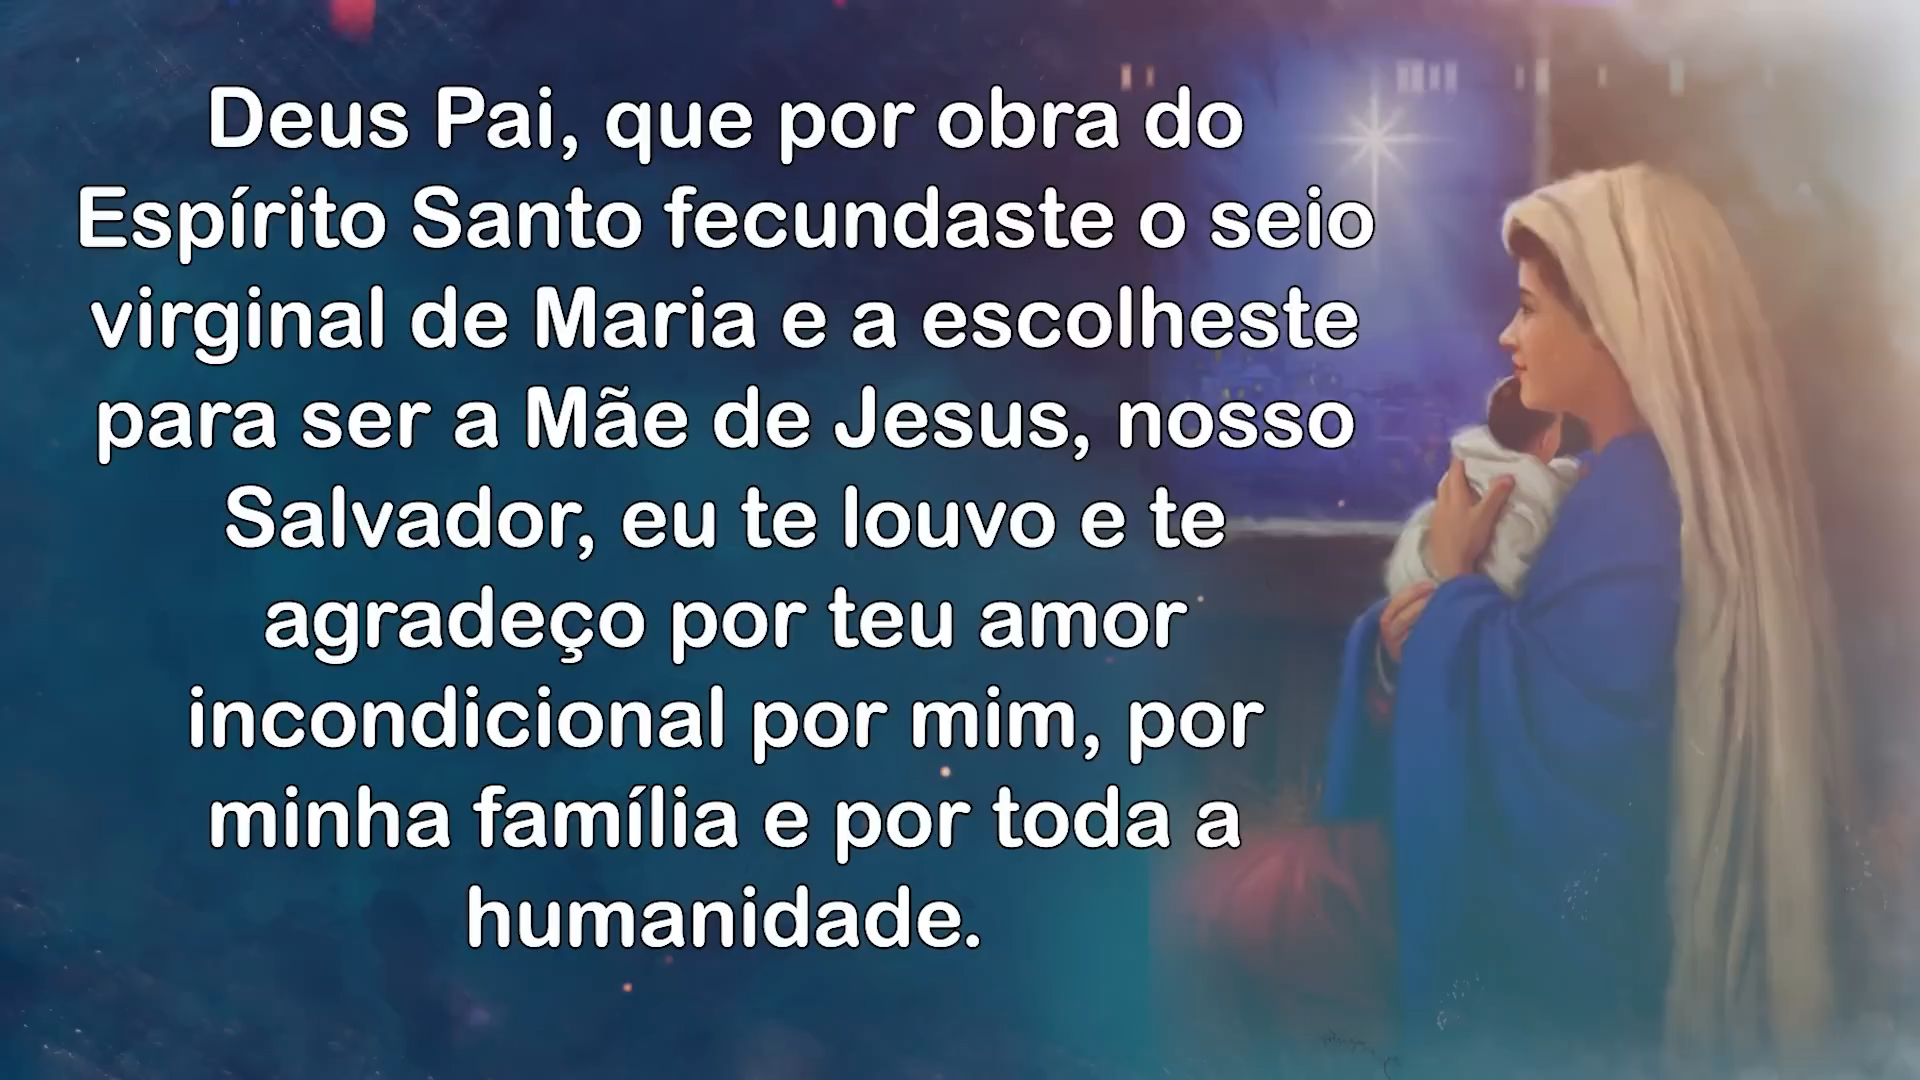 Deus Pai, que por obra do
Espírito Santo fecundaste o seio
virginal de Maria e a escolheste
para ser a Mãe de Jesus, nosso
Salvador, eu te louvo e te
agradeço por teu amor
incondicional por mim, por
minha família e por toda a
humanidade.